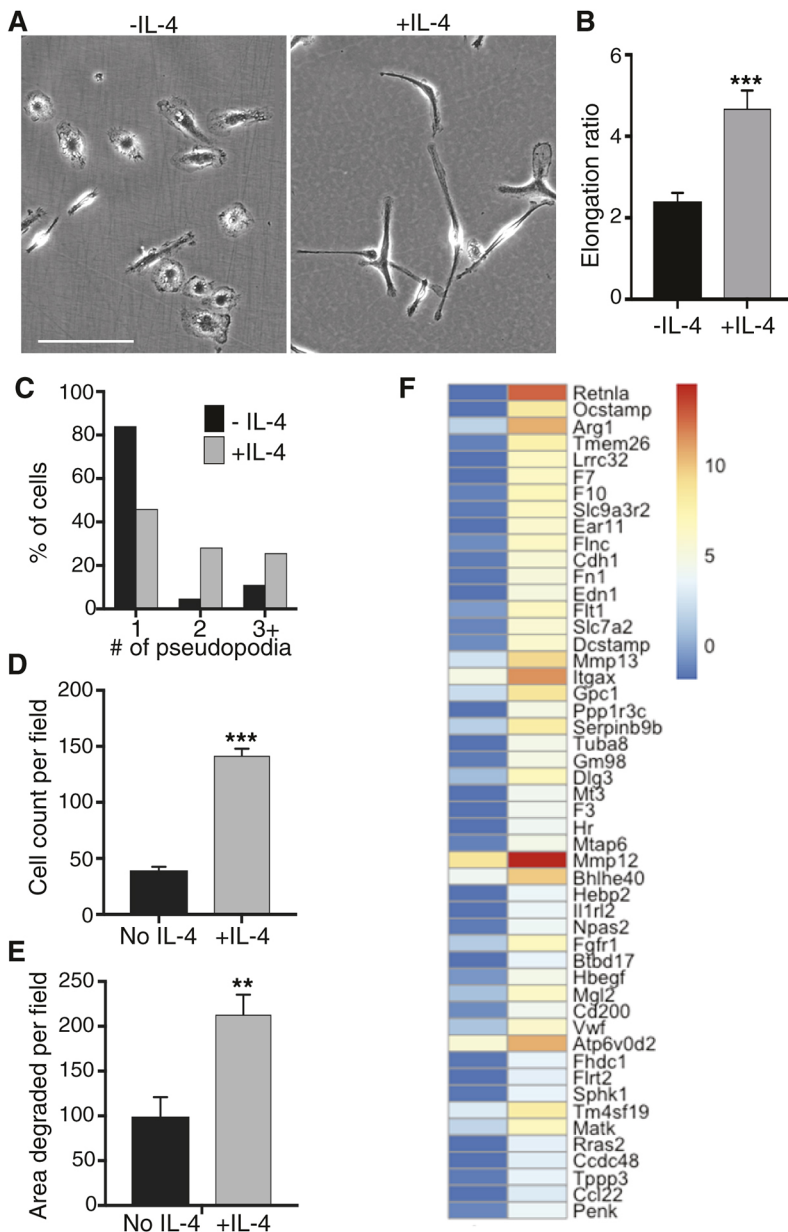 A
-IL-4
+IL-4
B
Elongation ratio
6
4
2
0
***
-IL-4
+IL-4
C
% of cells
100
80
60
40
20
0
- IL-4
+IL-4
1
2
3+
# of pseudopodia
D
Cell count per field
200
150
100
50
0
***
No IL-4
+IL-4
E
Area degraded per field
250
200
150
100
50
0
**
No IL-4
+IL-4
F
Retnla
Ocstamp
Arg1
Tmem26
Lrrc32
F7
F10
Slc9a3r2
Ear11
Flnc
Cdh1
Fn1
Edn1
Flt1
Slc7a2
Dcstamp
Mmp13
Itgax
Gpc1
Ppp1r3c
Serpinb9b
Tuba8
Gm98
Dlg3
Mt3
F3
Hr
Mtap6
Mmp12
Bhlhe40
Hebp2
Il1rl2
Npas2
Fgfr1
Btbd17
Hbegf
Mgl2
Cd200
Vwf
Atp6v0d2
Fhdc1
Flrt2
Sphk1
Tm4sf19
Matk
Rras2
Ccdc48
Tppp3
Ccl22
Penk
10
5
0